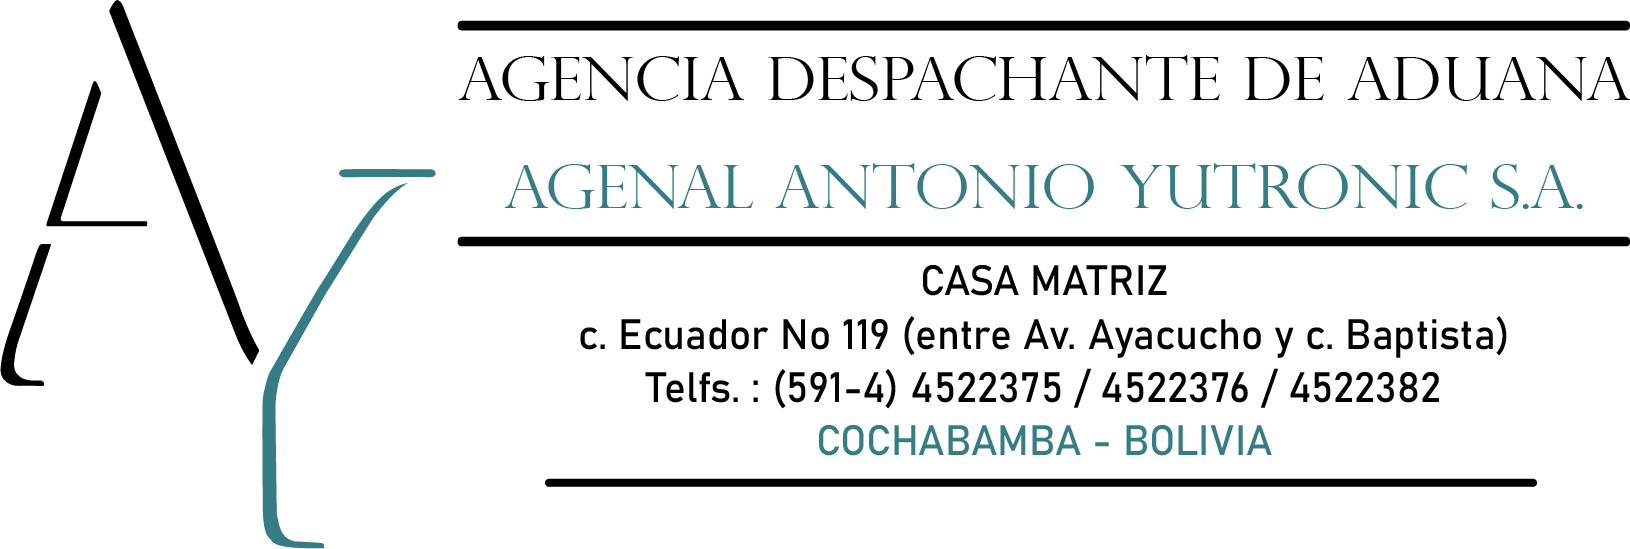 AY
AGENCIA DESPACHANTE DE ADUANA
AGENAL ANTONIO YUTRONIC S.A.
CASA MATRIZ
c. Ecuador No 119 (entre Av. Ayacucho y c. Baptista)
Telfs. : (591-4) 4522375 / 4522376 / 4522382
COCHABAMBA - BOLIVIA